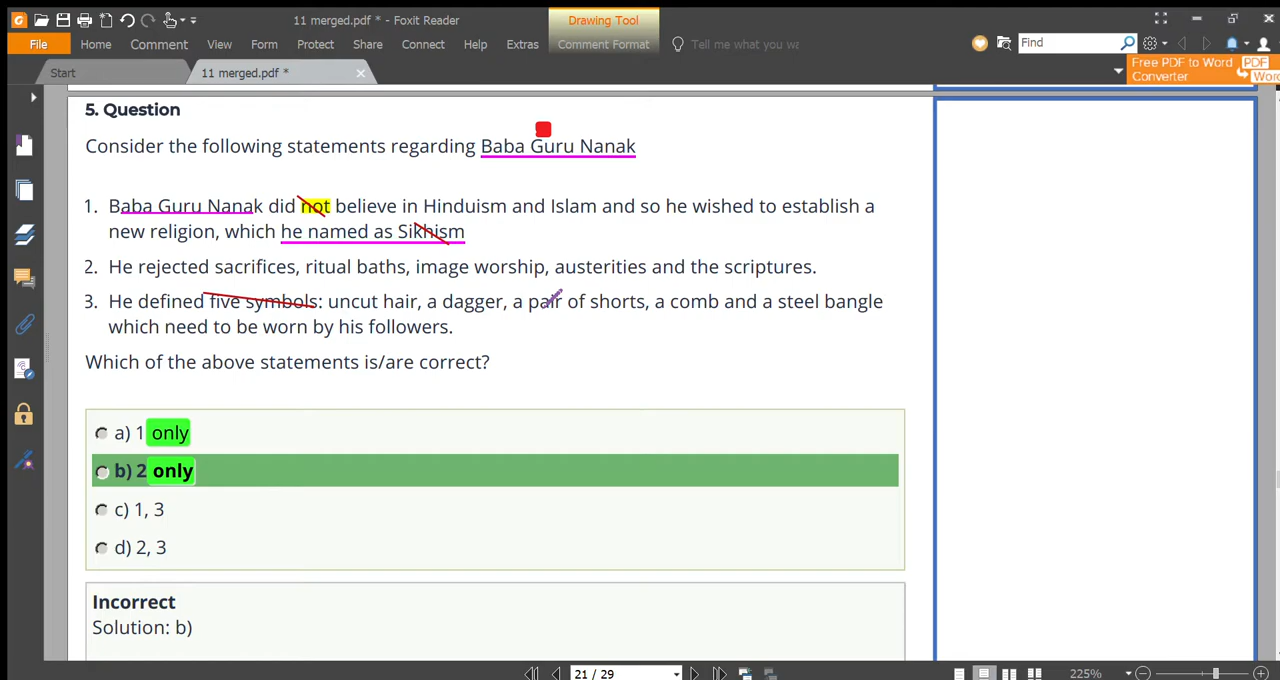 11 merged.pdf * - Foxit Reader
Drawing Tool
File Home Comment View Form Protect Share Connect Help Extras Comment Format Tell me what you wa Find
Start 11 merged.pdf *
Free PDF to Word Converter PDF Word
5. Question
Consider the following statements regarding Baba Guru Nanak
1. Baba Guru Nanak did not believe in Hinduism and Islam and so he wished to establish a
new religion, which he named as Sikhism
2. He rejected sacrifices, ritual baths, image worship, austerities and the scriptures.
3. He defined five symbols: uncut hair, a dagger, a pair of shorts, a comb and a steel bangle
which need to be worn by his followers.
Which of the above statements is/are correct?
a) 1 only
b) 2 only
c) 1, 3
d) 2, 3
Incorrect
Solution: b)
21 / 29 225%